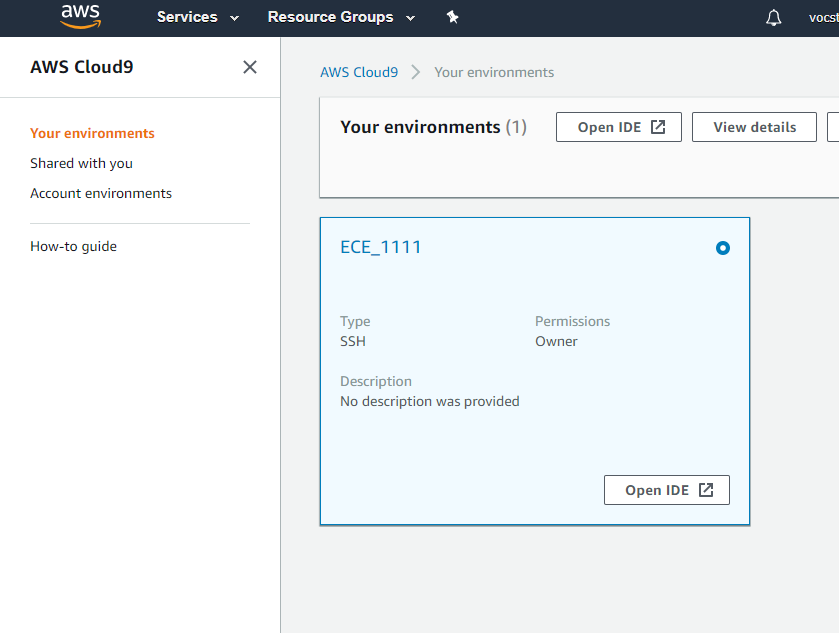 aws Services Resource Groups vocst
AWS Cloud9
Your environments
Shared with you
Account environments
How-to guide
AWS Cloud9 Your environments
Your environments (1) Open IDE View details
ECE_1111
Type Permissions
SSH Owner
Description
No description was provided
Open IDE